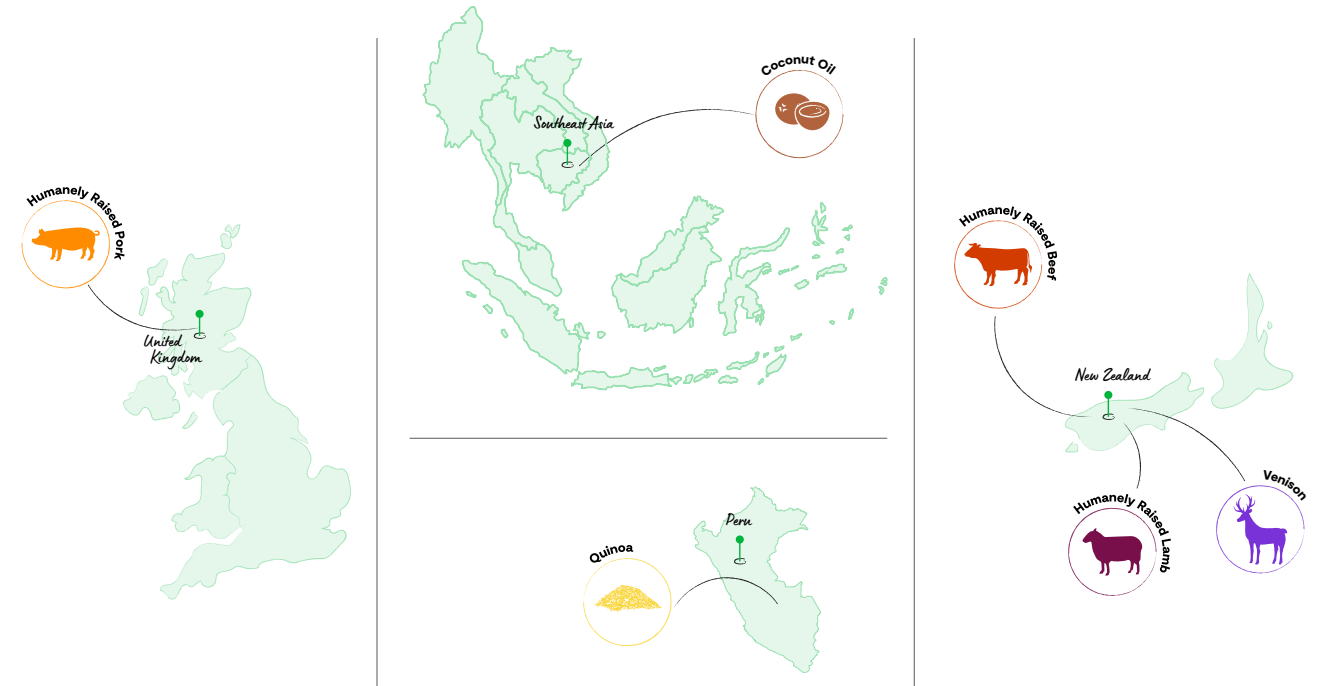 Humanely Raised Pork
United
Kingdom
Coconut Oil
Southeast Asia
Peru
Quinoa
Humanely Raised Beef
New Zealand
Humanely Raised Lamb
Venison